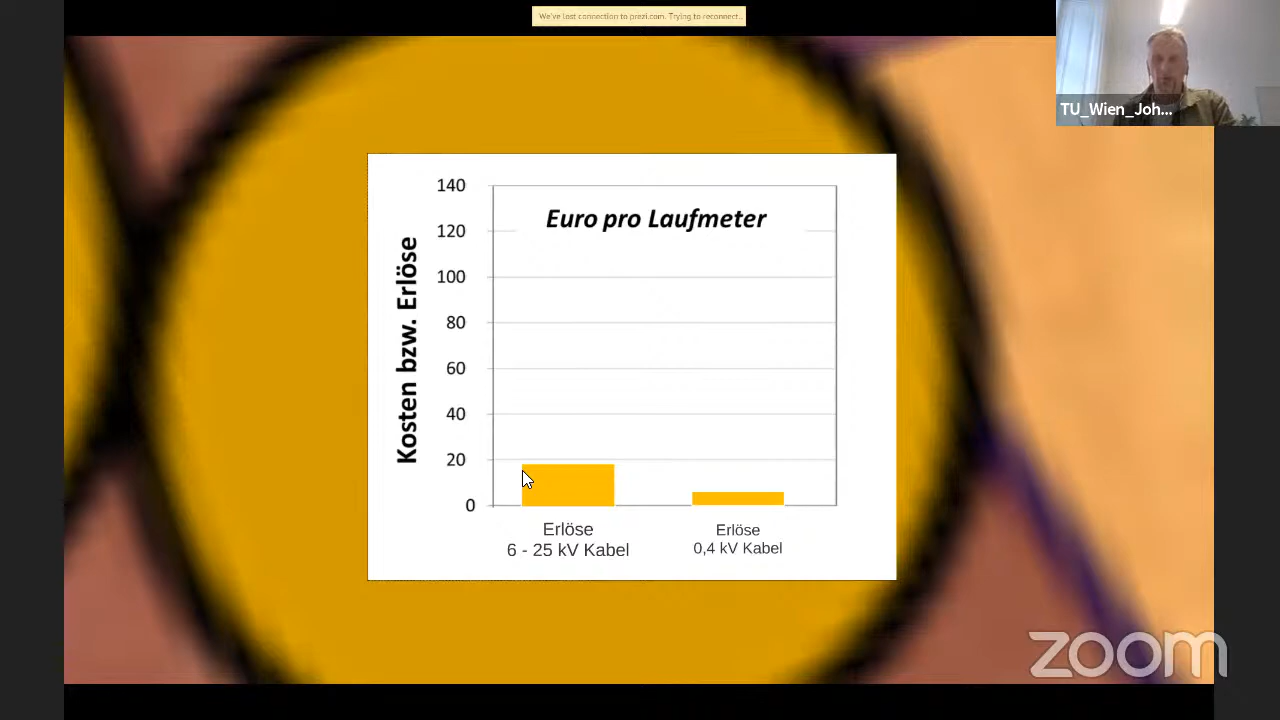 We've lost connection to prezi.com. Trying to reconnect...
TU_Wien_Joh...
Euro pro Laufmeter
Kosten bzw. Erlöse
140
120
100
80
60
40
20
0
Erlöse
6 - 25 kV Kabel
Erlöse
0,4 kV Kabel
zoom